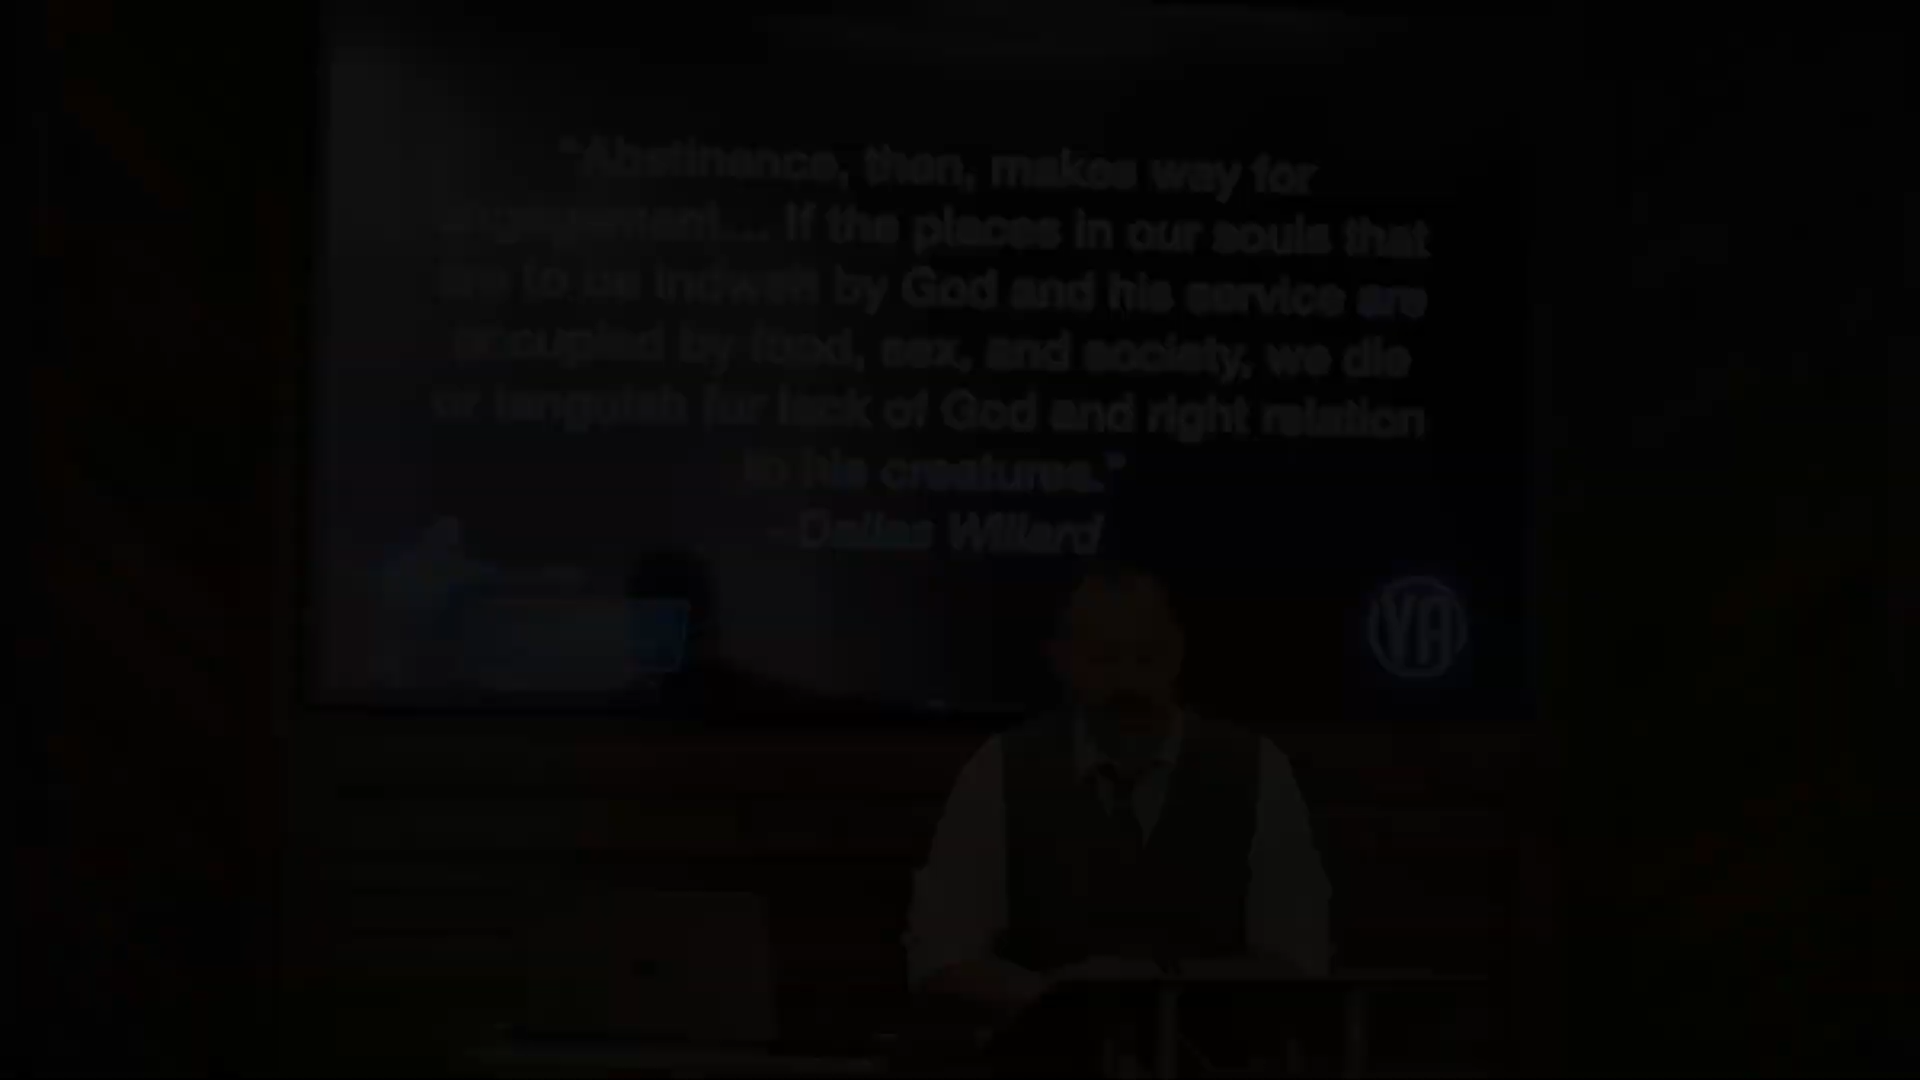 "Abstinence, then, makes way for
engagement.... If the places in our souls that
are to be indwelt by God and his service are
occupied by food, sex, and society, we die
or languish for lack of God and right relation
to his creatures."
- Dallas Willard
YA